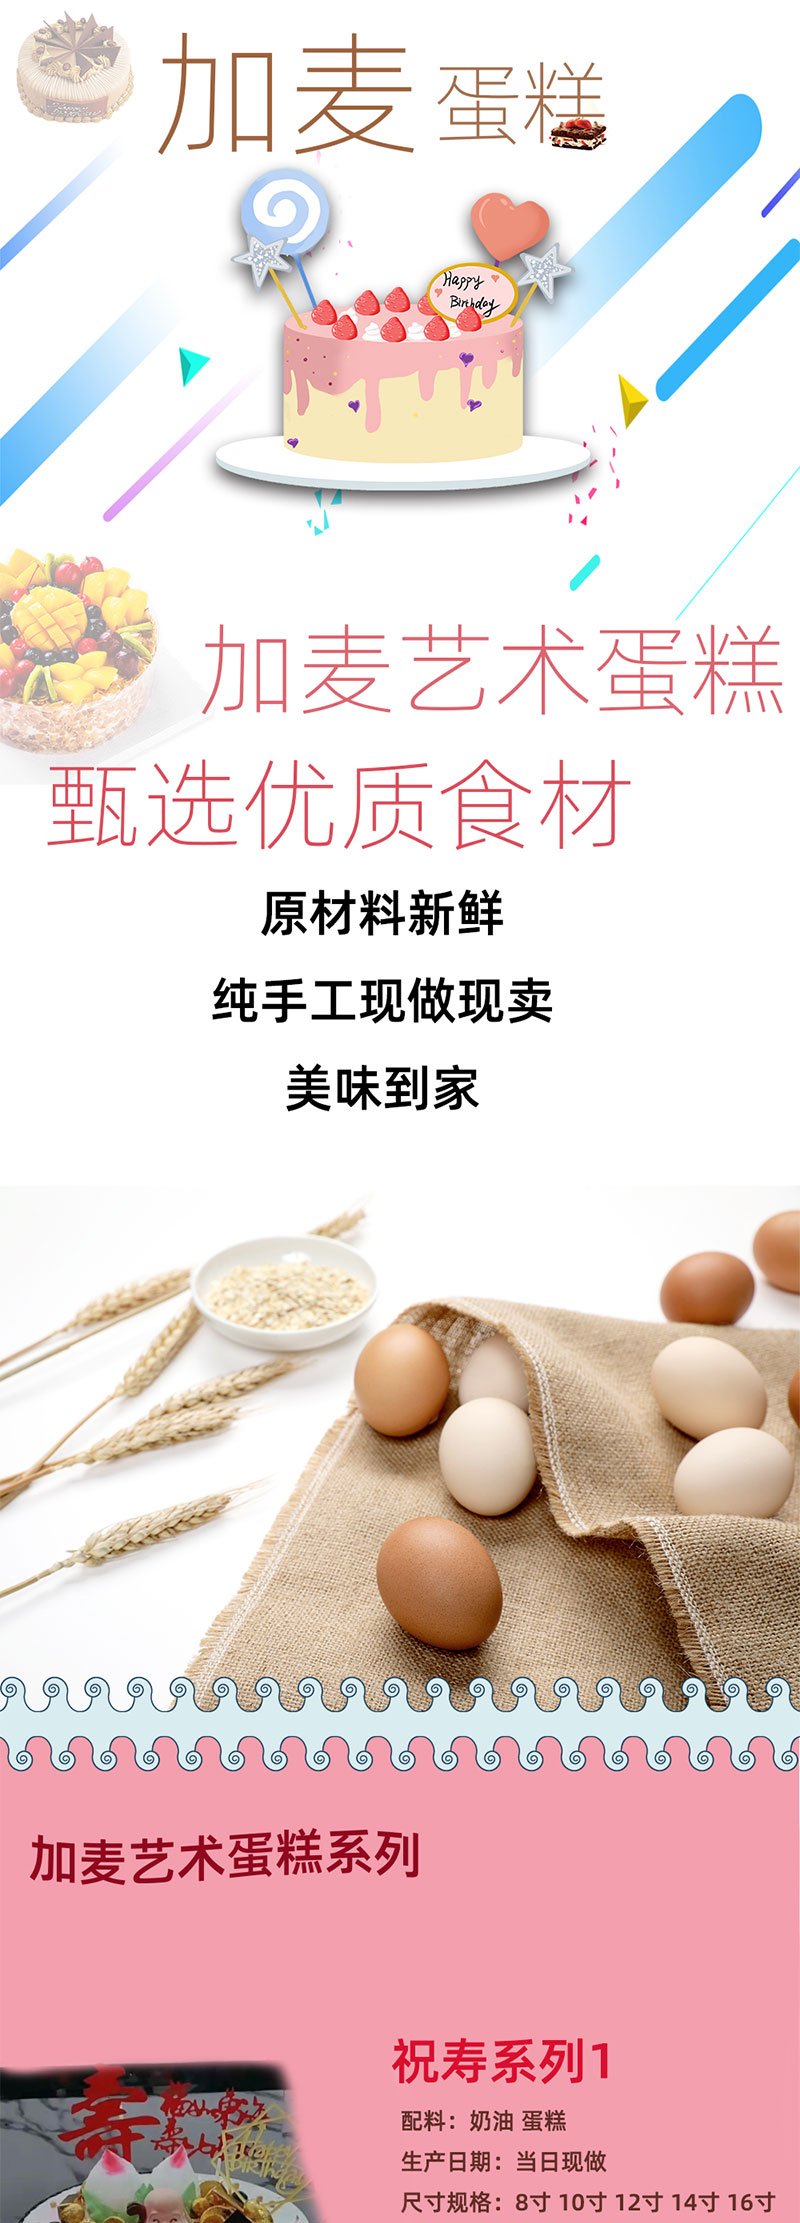 加麦 蛋糕
Happy
Birthday
加麦艺术蛋糕
甄选优质食材
原材料新鲜
纯手工现做现卖
美味到家
加麦艺术蛋糕系列
祝寿系列1
配料：奶油 蛋糕
生产日期：当日现做
尺寸规格：8寸 10寸 12寸 14寸 16寸
壽
Happy
Birthday